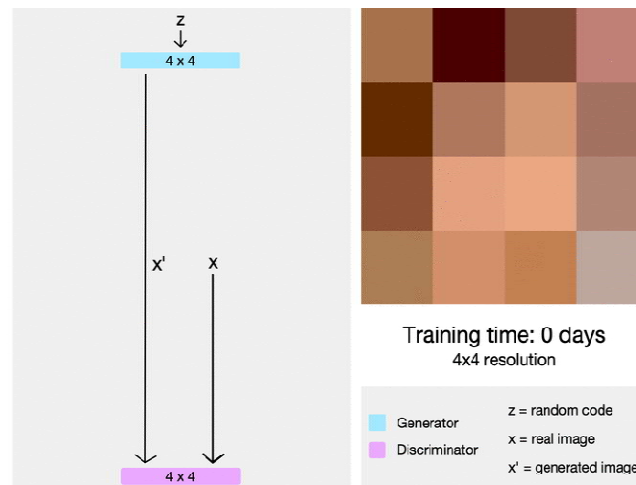 z
4 x 4
x'
x
4 x 4
Training time: 0 days
4x4 resolution
Generator
Discriminator
z = random code
x = real image
x' = generated image